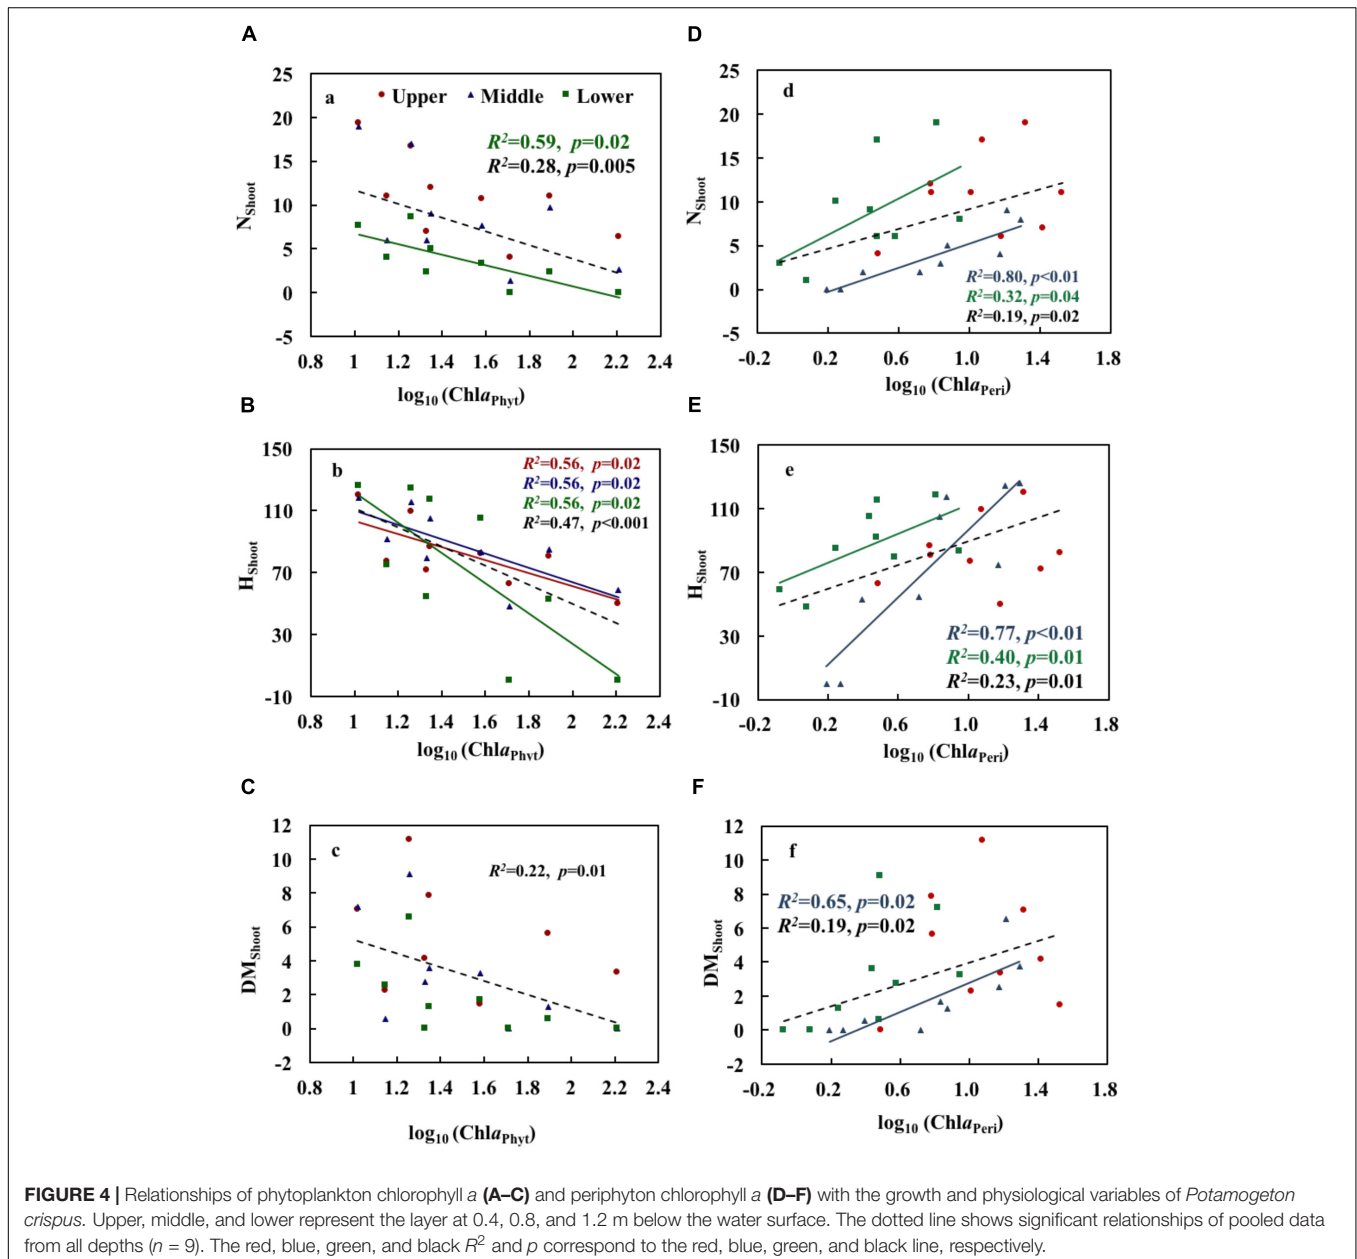 A
25
20
15
10
5
0
-5
N_Shoot
a
Upper
Middle
Lower
R²=0.59, p=0.02
R²=0.28, p=0.005
0.8 1 1.2 1.4 1.6 1.8 2 2.2 2.4
log₁₀ (Chla_Phyt)
D
25
20
15
10
5
0
-5
N_Shoot
d
R²=0.80, p<0.01
R²=0.32, p=0.04
R²=0.19, p=0.02
-0.2 0.2 0.6 1.0 1.4 1.8
log₁₀ (Chla_Peri)
B
150
110
70
30
-10
H_Shoot
b
R²=0.56, p=0.02
R²=0.56, p=0.02
R²=0.56, p=0.02
R²=0.47, p<0.001
0.8 1 1.2 1.4 1.6 1.8 2 2.2 2.4
log₁₀ (Chla_Phyt)
E
150
110
70
30
-10
H_Shoot
e
R²=0.77, p<0.01
R²=0.40, p=0.01
R²=0.23, p=0.01
-0.2 0.2 0.6 1.0 1.4 1.8
log₁₀ (Chla_Peri)
C
12
10
8
6
4
2
0
-2
DM_Shoot
c
R²=0.22, p=0.01
0.8 1 1.2 1.4 1.6 1.8 2 2.2 2.4
log₁₀ (Chla_Phyt)
F
12
10
8
6
4
2
0
-2
DM_Shoot
f
R²=0.65, p=0.02
R²=0.19, p=0.02
-0.2 0.2 0.6 1.0 1.4 1.8
log₁₀ (Chla_Peri)
FIGURE 4 | Relationships of phytoplankton chlorophyll a (A–C) and periphyton chlorophyll a (D–F) with the growth and physiological variables of Potamogeton
crispus. Upper, middle, and lower represent the layer at 0.4, 0.8, and 1.2 m below the water surface. The dotted line shows significant relationships of pooled data
from all depths (n = 9). The red, blue, green, and black R² and p correspond to the red, blue, green, and black line, respectively.